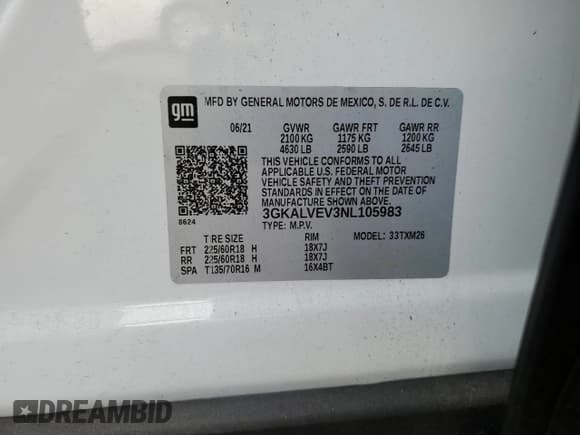 gm
MFD BY GENERAL MOTORS DE MEXICO, S. DE R.L. DE C.V.
06/21 GVWR GAWR FRT GAWR RR
2100 KG 1175 KG 1200 KG
4630 LB 2590 LB 2645 LB
THIS VEHICLE CONFORMS TO ALL
APPLICABLE U.S. FEDERAL MOTOR
VEHICLE SAFETY AND THEFT PREVENTION
STANDARDS IN EFFECT ON THE DATE OF
MANUFACTURE SHOWN ABOVE.
3GKALVEV3NL105983
8624
TYPE: M.P.V.
TIRE SIZE RIM MODEL: 33TXM26
FRT 225/60R18 H 18X7J
RR 225/60R18 H 18X7J
SPA T135/70R16 M 16X4BT
DREAMBID